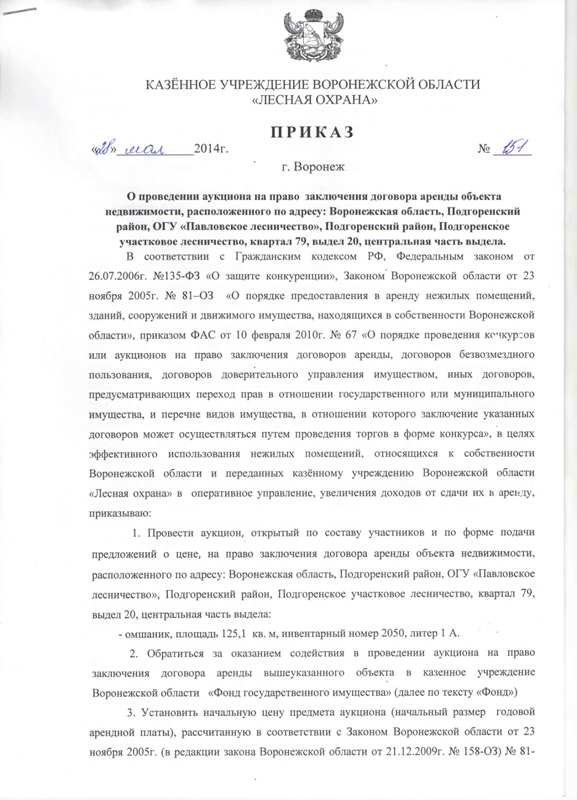 КАЗЁННОЕ УЧРЕЖДЕНИЕ ВОРОНЕЖСКОЙ ОБЛАСТИ
«ЛЕСНАЯ ОХРАНА»
ПРИКАЗ
«28» мая 2014г. № 151
г. Воронеж
О проведении аукциона на право заключения договора аренды объекта
недвижимости, расположенного по адресу: Воронежская область, Подгоренский
район, ОГУ «Павловское лесничество», Подгоренский район, Подгоренское
участковое лесничество, квартал 79, выдел 20, центральная часть выдела.
В соответствии с Гражданским кодексом РФ, Федеральным законом от
26.07.2006г. №135-ФЗ «О защите конкуренции», Законом Воронежской области от 23
ноября 2005г. № 81–ОЗ «О порядке предоставления в аренду нежилых помещений,
зданий, сооружений и движимого имущества, находящихся в собственности Воронежской
области», приказом ФАС от 10 февраля 2010г. № 67 «О порядке проведения конкурсов
или аукционов на право заключения договоров аренды, договоров безвозмездного
пользования, договоров доверительного управления имуществом, иных договоров,
предусматривающих переход прав в отношении государственного или муниципального
имущества, и перечне видов имущества, в отношении которого заключение указанных
договоров может осуществляться путем проведения торгов в форме конкурса», в целях
эффективного использования нежилых помещений, относящихся к собственности
Воронежской области и переданных казённому учреждению Воронежской области
«Лесная охрана» в оперативное управление, увеличения доходов от сдачи их в аренду,
приказываю:
1. Провести аукцион, открытый по составу участников и по форме подачи
предложений о цене, на право заключения договора аренды объекта недвижимости,
расположенного по адресу: Воронежская область, Подгоренский район, ОГУ «Павловское
лесничество», Подгоренский район, Подгоренское участковое лесничество, квартал 79,
выдел 20, центральная часть выдела:
- омшаник, площадь 125,1 кв. м, инвентарный номер 2050, литер 1 А.
2. Обратиться за оказанием содействия в проведении аукциона на право
заключения договора аренды вышеуказанного объекта в казенное учреждение
Воронежской области «Фонд государственного имущества» (далее по тексту «Фонд»)
3. Установить начальную цену предмета аукциона (начальный размер годовой
арендной платы), рассчитанную в соответствии с Законом Воронежской области от 23
ноября 2005г. (в редакции закона Воронежской области от 21.12.2009г. № 158-ОЗ) № 81-